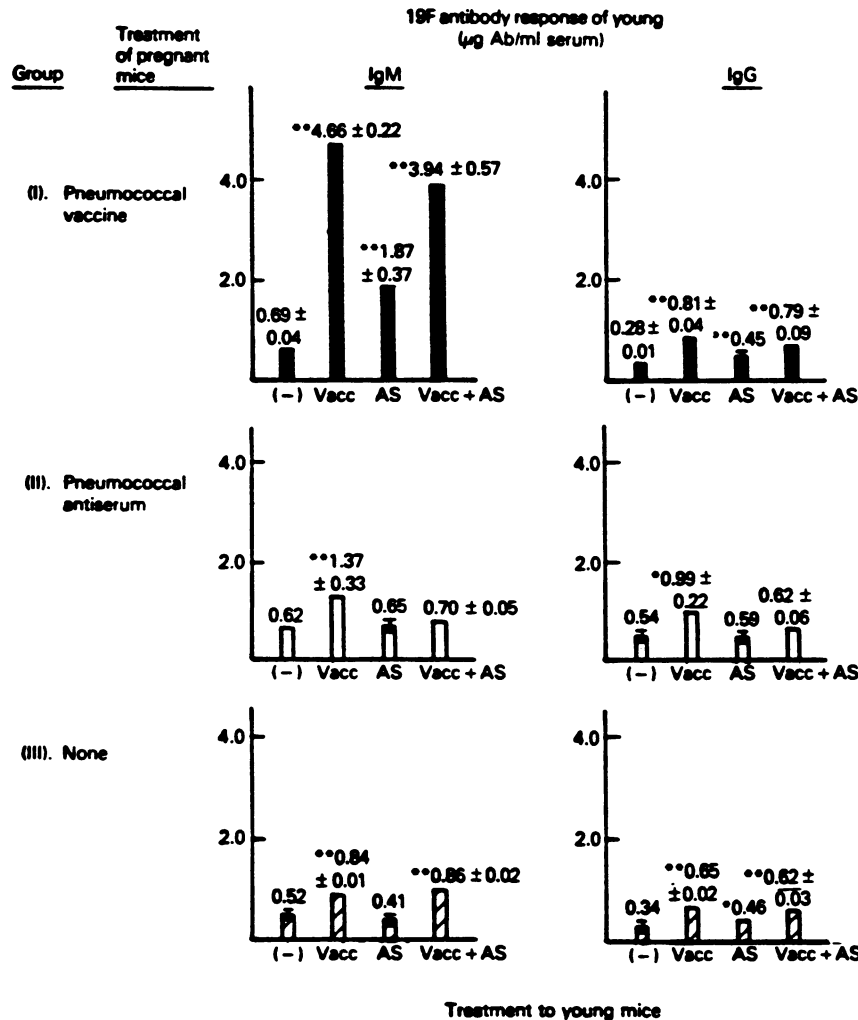 19F antibody response of young
(µg Ab/ml serum)
Treatment
of pregnant
mice
Group
IgM
IgG
(I). Pneumococcal
vaccine
4.0
2.0
0.69 ±
0.04
**4.66 ± 0.22
**1.87
± 0.37
**3.94 ± 0.57
(-) Vacc AS Vacc + AS
4.0
2.0
0.28 ±
0.01
**0.81 ±
0.04
**0.45
**0.79 ±
0.09
(-) Vacc AS Vacc + AS
(II). Pneumococcal
antiserum
4.0
2.0
0.62
**1.37
± 0.33
0.65
0.70 ± 0.05
(-) Vacc AS Vacc + AS
4.0
2.0
0.54
*0.99 ±
0.22
0.59
0.62 ±
0.06
(-) Vacc AS Vacc + AS
(III). None
4.0
2.0
0.52
**0.84
± 0.01
0.41
**0.86 ± 0.02
(-) Vacc AS Vacc + AS
4.0
2.0
0.34
**0.65
± 0.02
*0.46
**0.62 ±
0.03
(-) Vacc AS Vacc + AS
Treatment to young mice